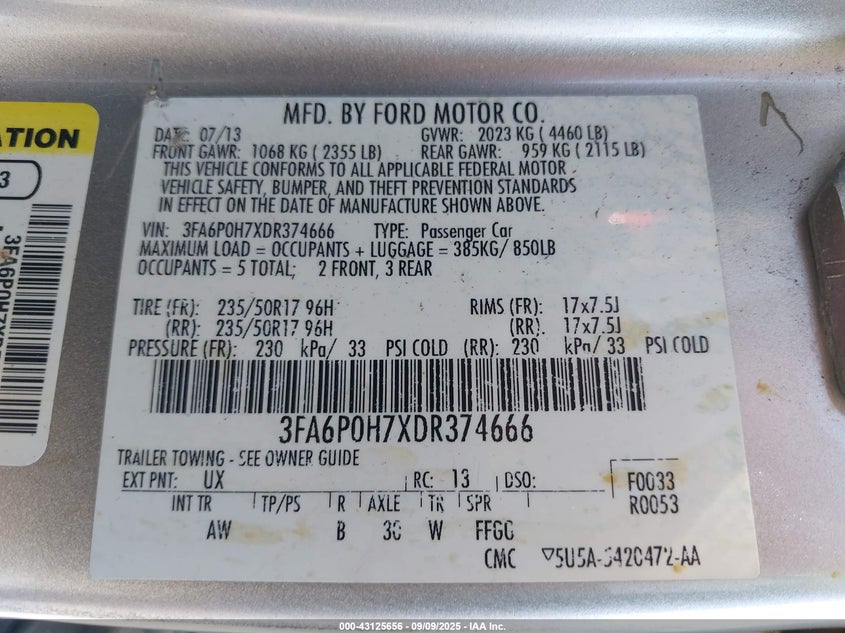 ATION
3
3FA6P0H7XD
MFD. BY FORD MOTOR CO.
DATE: 07/13 GVWR: 2023 KG ( 4460 LB)
FRONT GAWR: 1068 KG ( 2355 LB) REAR GAWR: 959 KG ( 2115 LB)
THIS VEHICLE CONFORMS TO ALL APPLICABLE FEDERAL MOTOR
VEHICLE SAFETY, BUMPER, AND THEFT PREVENTION STANDARDS
IN EFFECT ON THE DATE OF MANUFACTURE SHOWN ABOVE.
VIN: 3FA6P0H7XDR374666 TYPE: Passenger Car
MAXIMUM LOAD = OCCUPANTS + LUGGAGE = 385KG/ 850LB
OCCUPANTS = 5 TOTAL; 2 FRONT, 3 REAR
TIRE (FR): 235/50R17 96H RIMS (FR): 17x7.5J
(RR): 235/50R17 96H (RR): 17x7.5J
PRESSURE (FR): 230 kPa/ 33 PSI COLD (RR): 230 kPa/ 33 PSI COLD
3FA6P0H7XDR374666
TRAILER TOWING - SEE OWNER GUIDE
EXT PNT: UX RC: 13 DSO: F0033
INT TR TP/PS R AXLE TR SPR R0053
AW B 36 W FFGG
CMC ▽5U5A-3420472-AA
000-43125656 - 09/09/2025 - IAA Inc.